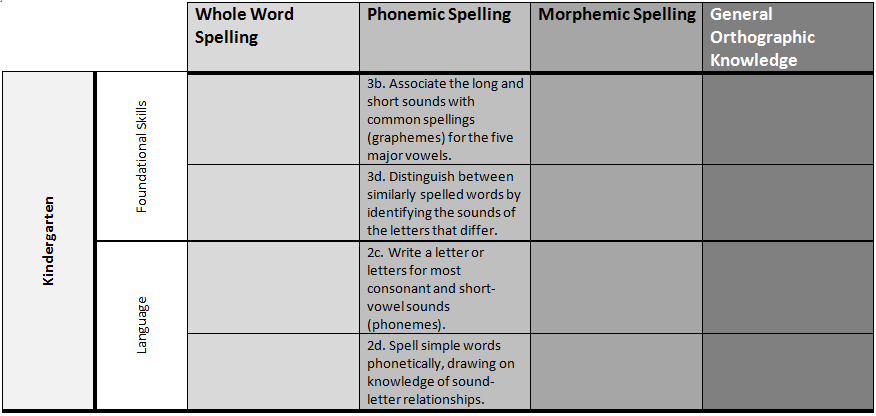 Whole Word
Spelling
Phonemic Spelling
Morphemic Spelling
General
Orthographic
Knowledge
Kindergarten
Foundational Skills
3b. Associate the long and
short sounds with
common spellings
(graphemes) for the five
major vowels.
3d. Distinguish between
similarly spelled words by
identifying the sounds of
the letters that differ.
Language
2c. Write a letter or
letters for most
consonant and short-
vowel sounds
(phonemes).
2d. Spell simple words
phonetically, drawing on
knowledge of sound-
letter relationships.